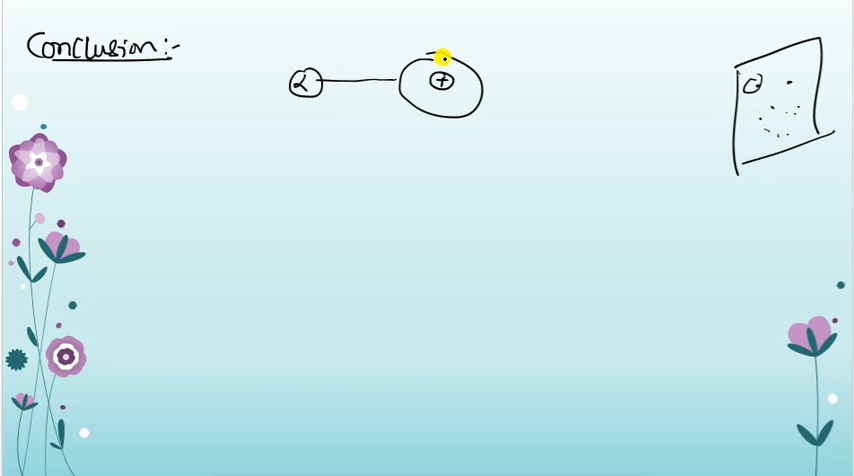 Conclusion :-
α +